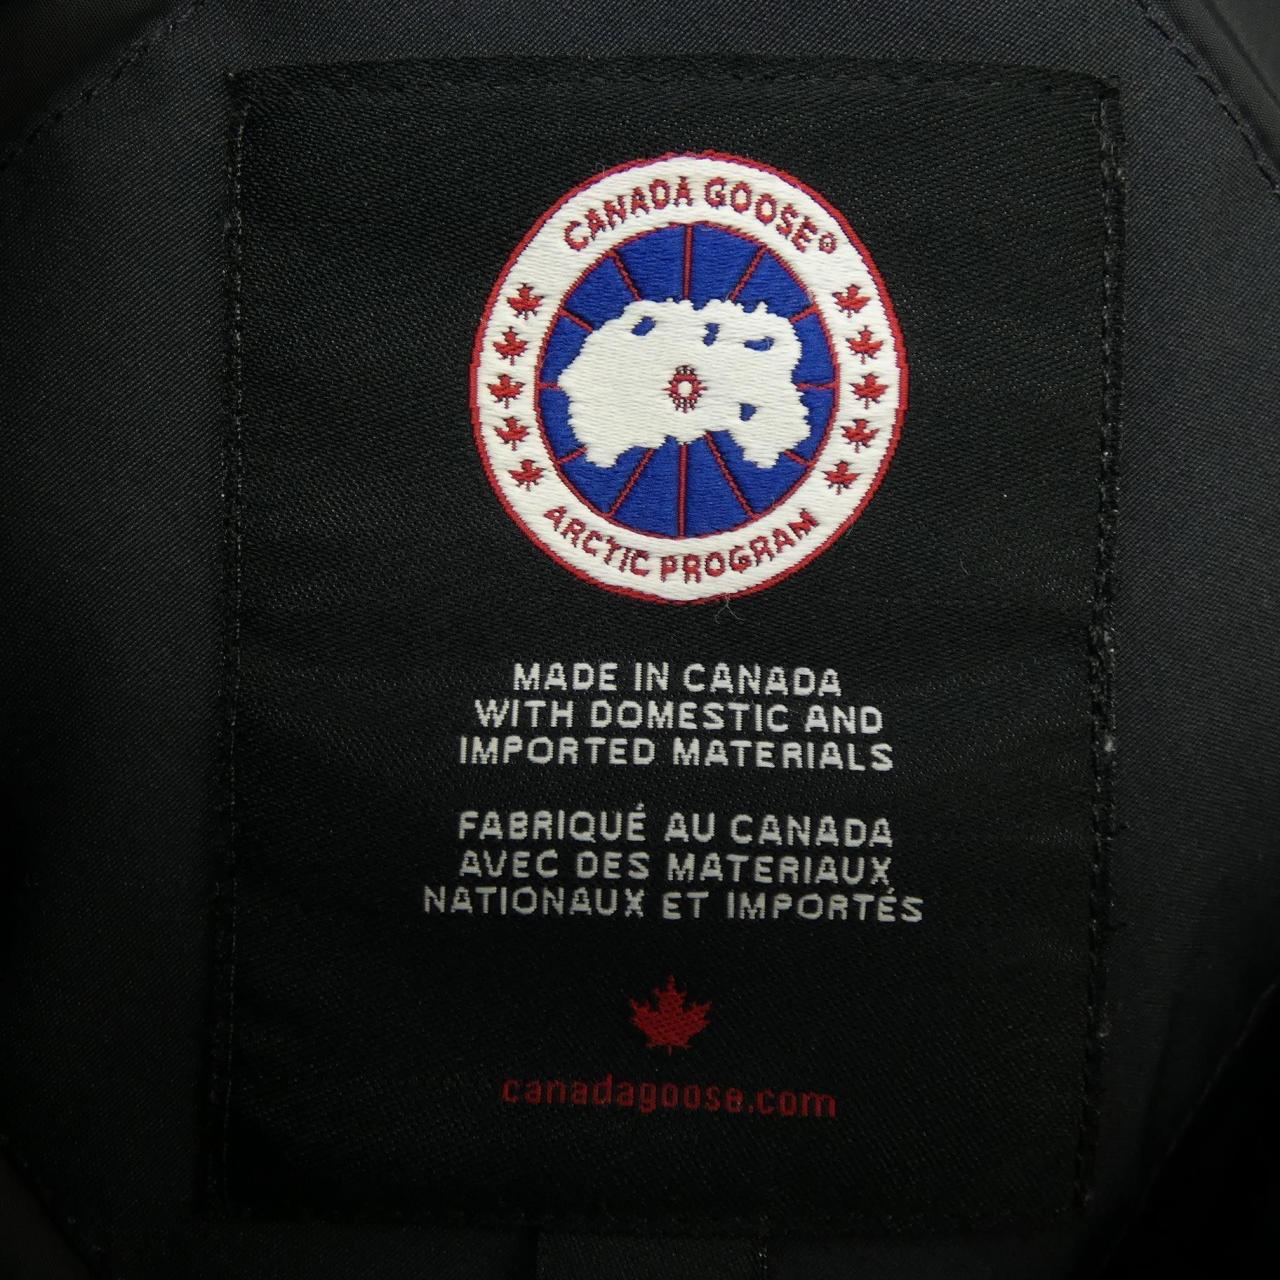 CANADA GOOSE®
ARCTIC PROGRAM
MADE IN CANADA
WITH DOMESTIC AND
IMPORTED MATERIALS
FABRIQUÉ AU CANADA
AVEC DES MATERIAUX
NATIONAUX ET IMPORTÉS
canadagoose.com